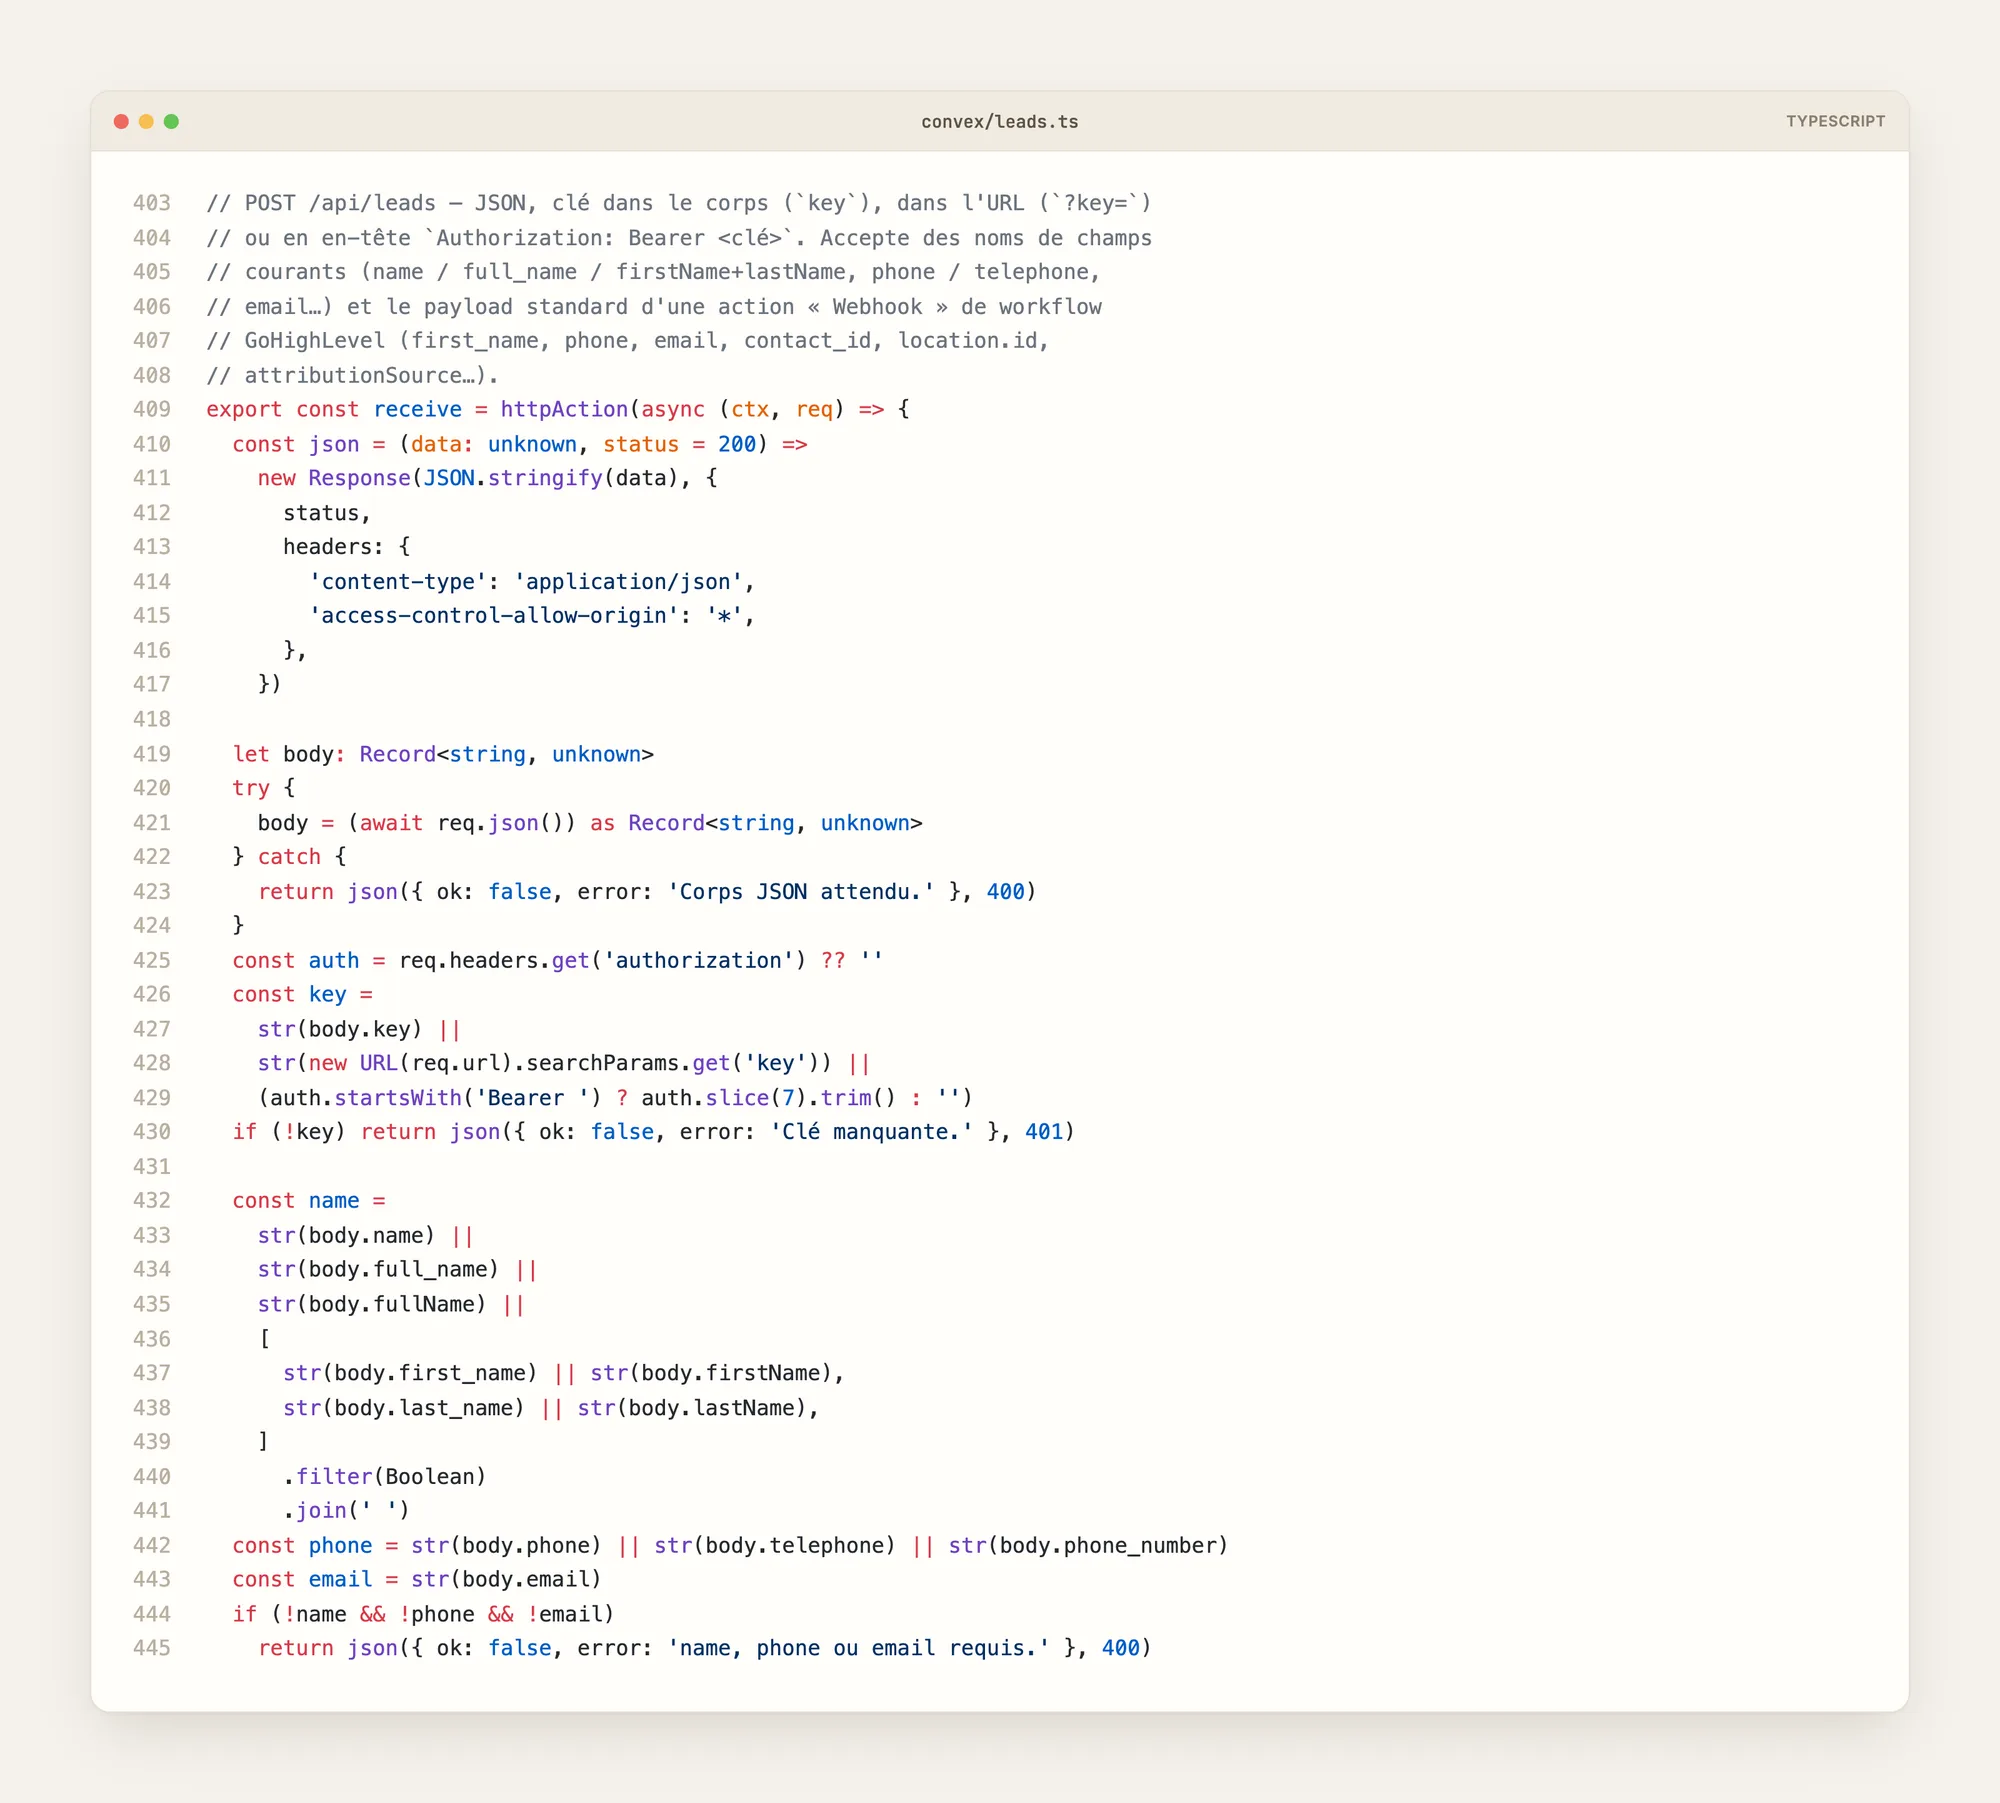 convex/leads.ts
TYPESCRIPT
403 // POST /api/leads — JSON, clé dans le corps (`key`), dans l'URL (`?key=`)
404 // ou en en-tête `Authorization: Bearer <clé>`. Accepte des noms de champs
405 // courants (name / full_name / firstName+lastName, phone / telephone,
406 // email…) et le payload standard d'une action « Webhook » de workflow
407 // GoHighLevel (first_name, phone, email, contact_id, location.id,
408 // attributionSource…).
409 export const receive = httpAction(async (ctx, req) => {
410   const json = (data: unknown, status = 200) =>
411     new Response(JSON.stringify(data), {
412       status,
413       headers: {
414         'content-type': 'application/json',
415         'access-control-allow-origin': '*',
416       },
417     })
418
419   let body: Record<string, unknown>
420   try {
421     body = (await req.json()) as Record<string, unknown>
422   } catch {
423     return json({ ok: false, error: 'Corps JSON attendu.' }, 400)
424   }
425   const auth = req.headers.get('authorization') ?? ''
426   const key =
427     str(body.key) ||
428     str(new URL(req.url).searchParams.get('key')) ||
429     (auth.startsWith('Bearer ') ? auth.slice(7).trim() : '')
430   if (!key) return json({ ok: false, error: 'Clé manquante.' }, 401)
431
432   const name =
433     str(body.name) ||
434     str(body.full_name) ||
435     str(body.fullName) ||
436     [
437       str(body.first_name) || str(body.firstName),
438       str(body.last_name) || str(body.lastName),
439     ]
440       .filter(Boolean)
441       .join(' ')
442   const phone = str(body.phone) || str(body.telephone) || str(body.phone_number)
443   const email = str(body.email)
444   if (!name && !phone && !email)
445     return json({ ok: false, error: 'name, phone ou email requis.' }, 400)